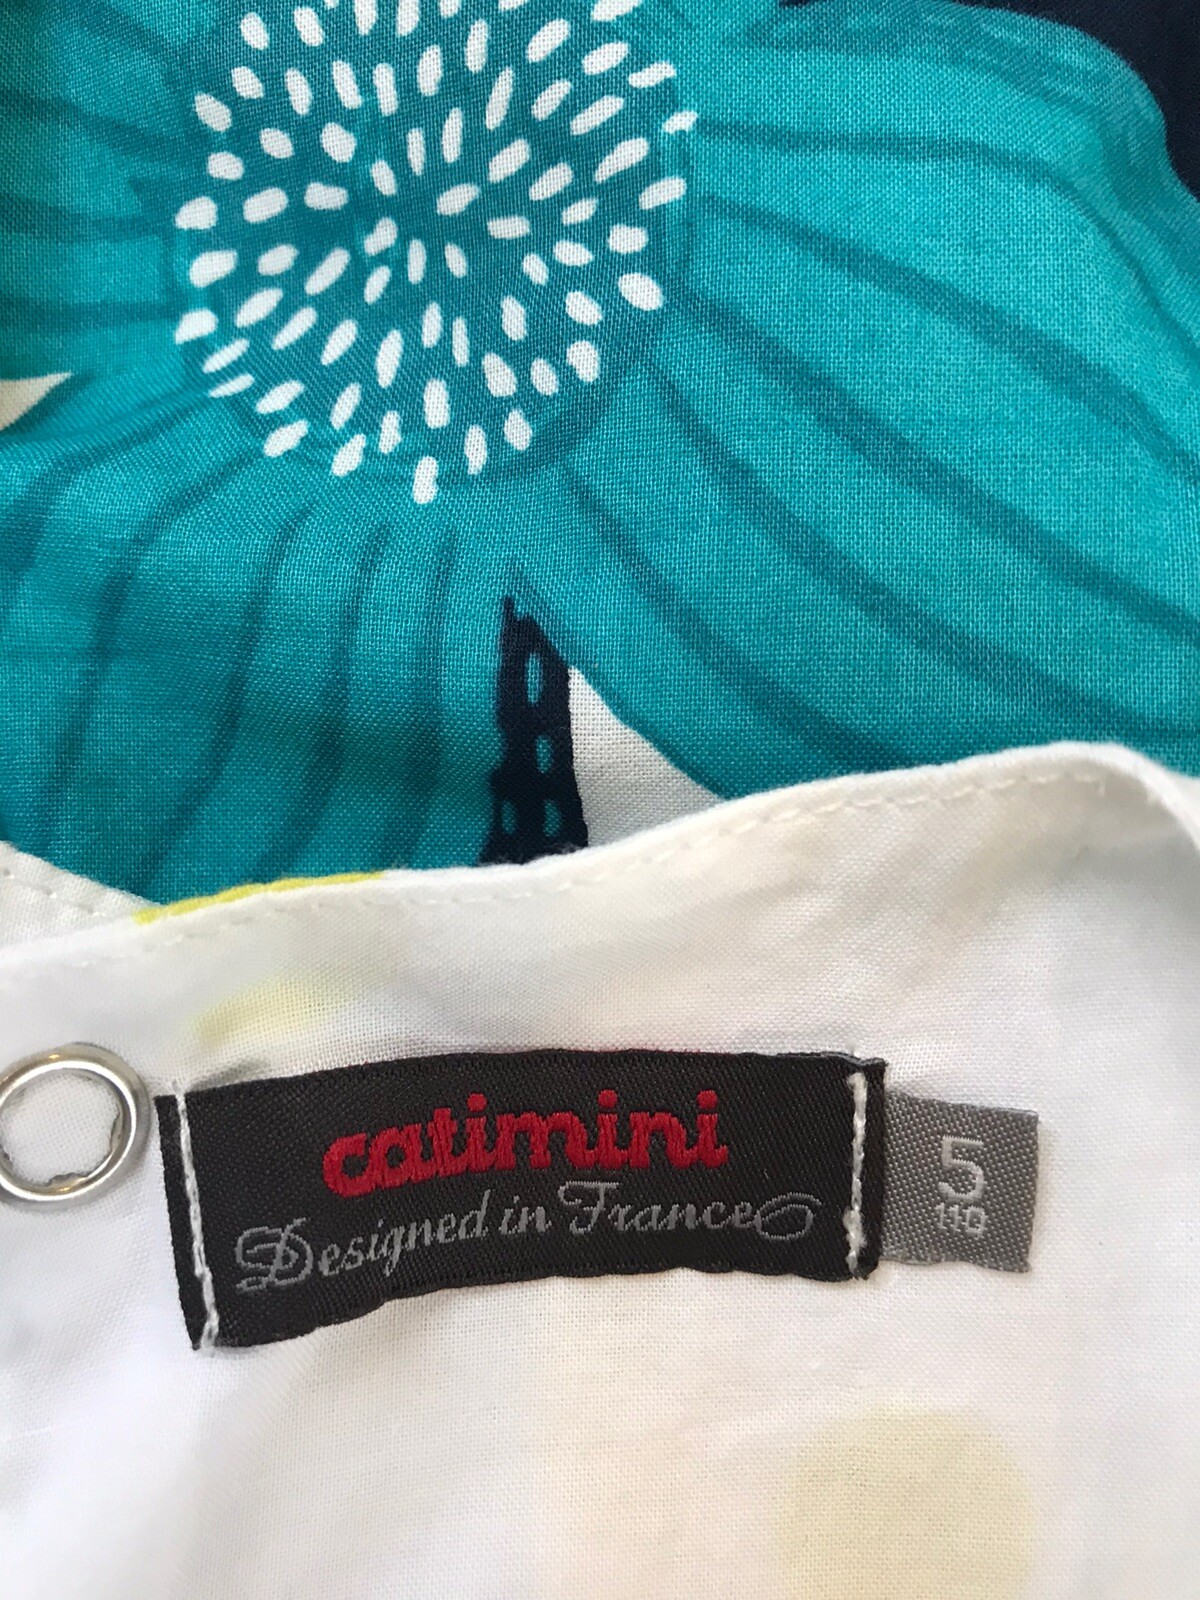 catimini
Designed in France
5
110